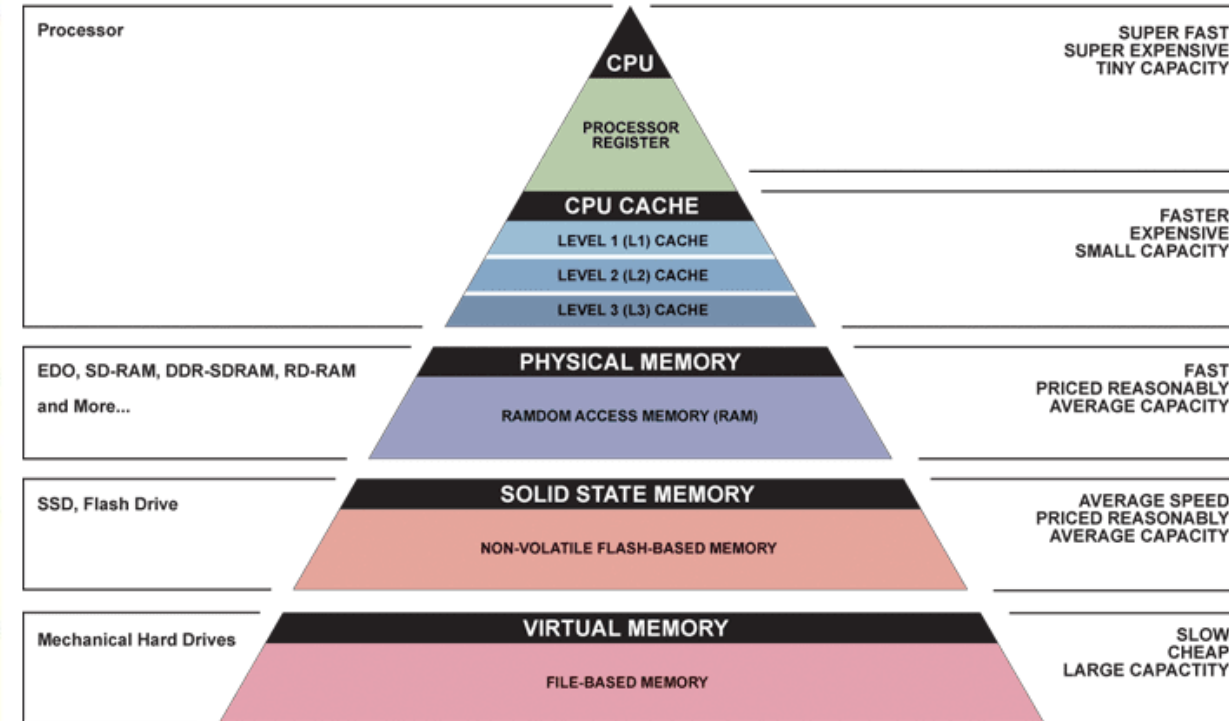 Processor
CPU
SUPER FAST
SUPER EXPENSIVE
TINY CAPACITY
PROCESSOR
REGISTER
CPU CACHE
LEVEL 1 (L1) CACHE
LEVEL 2 (L2) CACHE
LEVEL 3 (L3) CACHE
FASTER
EXPENSIVE
SMALL CAPACITY
EDO, SD-RAM, DDR-SDRAM, RD-RAM
and More...
PHYSICAL MEMORY
RAMDOM ACCESS MEMORY (RAM)
FAST
PRICED REASONABLY
AVERAGE CAPACITY
SSD, Flash Drive
SOLID STATE MEMORY
NON-VOLATILE FLASH-BASED MEMORY
AVERAGE SPEED
PRICED REASONABLY
AVERAGE CAPACITY
Mechanical Hard Drives
VIRTUAL MEMORY
FILE-BASED MEMORY
SLOW
CHEAP
LARGE CAPACTITY